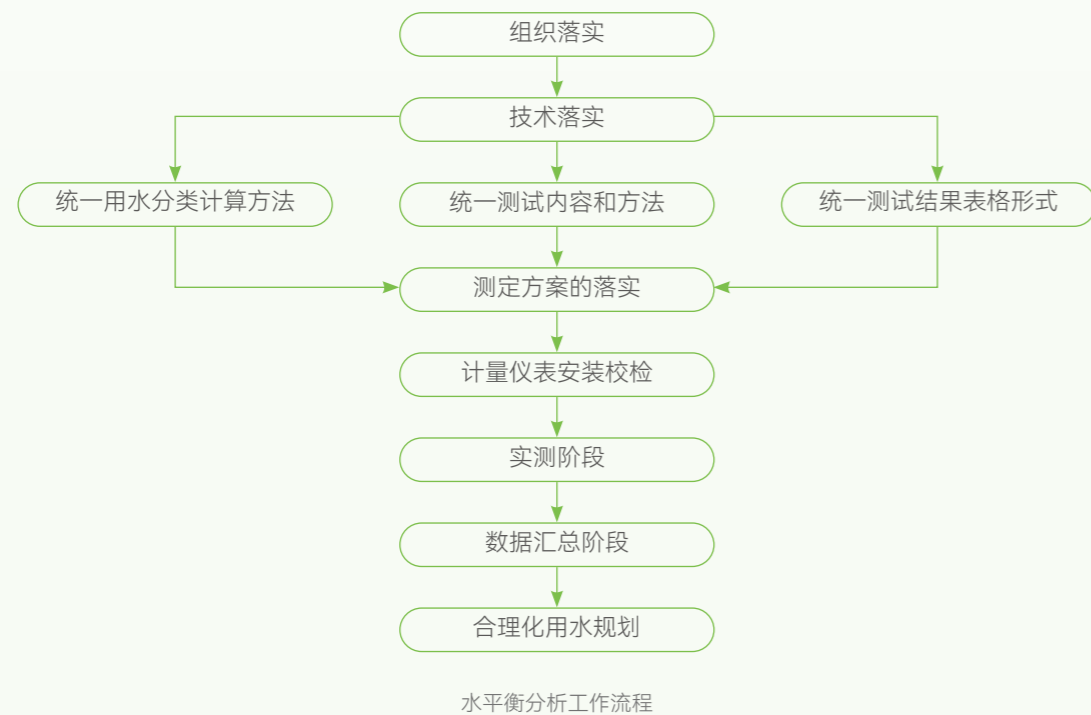 组织落实
技术落实
统一用水分类计算方法
统一测试内容和方法
统一测试结果表格形式
测定方案的落实
计量仪表安装校检
实测阶段
数据汇总阶段
合理化用水规划
水平衡分析工作流程